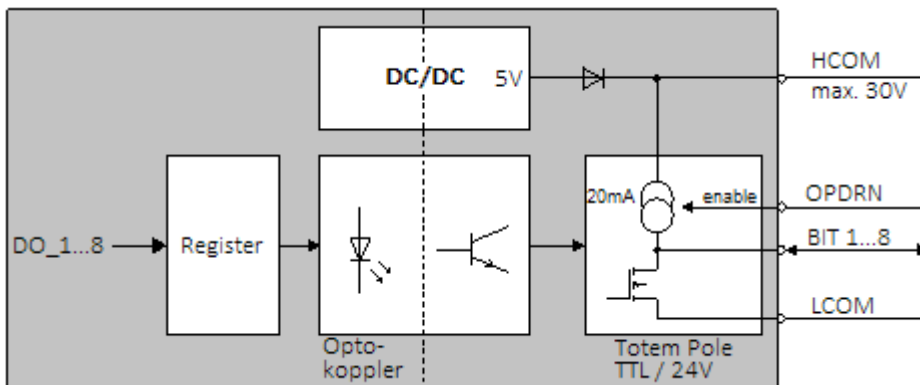 HCOM
max. 30V
DC/DC
5V
20mA
enable
OPDRN
DO_1...8
Register
BIT 1...8
LCOM
Opto-
koppler
Totem Pole
TTL / 24V